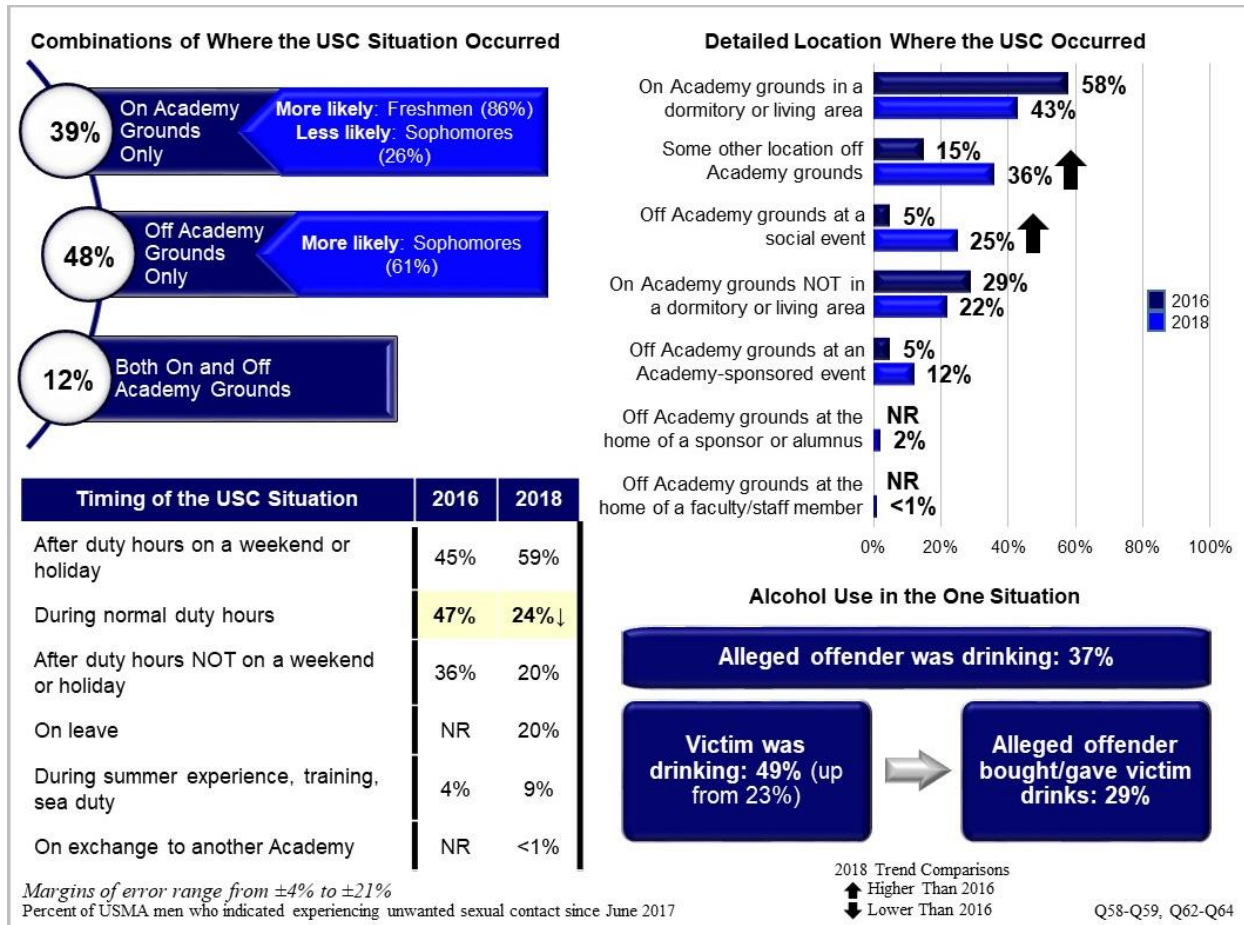 Combinations of Where the USC Situation Occurred
39%
On Academy
Grounds
Only
More likely: Freshmen (86%)
Less likely: Sophomores
(26%)
48%
Off Academy
Grounds
Only
More likely: Sophomores
(61%)
12%
Both On and Off
Academy Grounds
Detailed Location Where the USC Occurred
On Academy grounds in a
dormitory or living area
58%
43%
Some other location off
Academy grounds
15%
36%
Off Academy grounds at a
social event
5%
25%
On Academy grounds NOT in
a dormitory or living area
29%
22%
Off Academy grounds at an
Academy-sponsored event
5%
12%
Off Academy grounds at the
home of a sponsor or alumnus
NR
2%
Off Academy grounds at the
home of a faculty/staff member
NR
<1%
0% 20% 40% 60% 80% 100%
2016
2018
Timing of the USC Situation 2016 2018
After duty hours on a weekend or
holiday
45% 59%
During normal duty hours 47% 24%↓
After duty hours NOT on a weekend
or holiday
36% 20%
On leave NR 20%
During summer experience, training,
sea duty
4% 9%
On exchange to another Academy NR <1%
Alcohol Use in the One Situation
Alleged offender was drinking: 37%
Victim was
drinking: 49% (up
from 23%)
Alleged offender
bought/gave victim
drinks: 29%
Margins of error range from ±4% to ±21%
Percent of USMA men who indicated experiencing unwanted sexual contact since June 2017
2018 Trend Comparisons
Higher Than 2016
Lower Than 2016
Q58-Q59, Q62-Q64